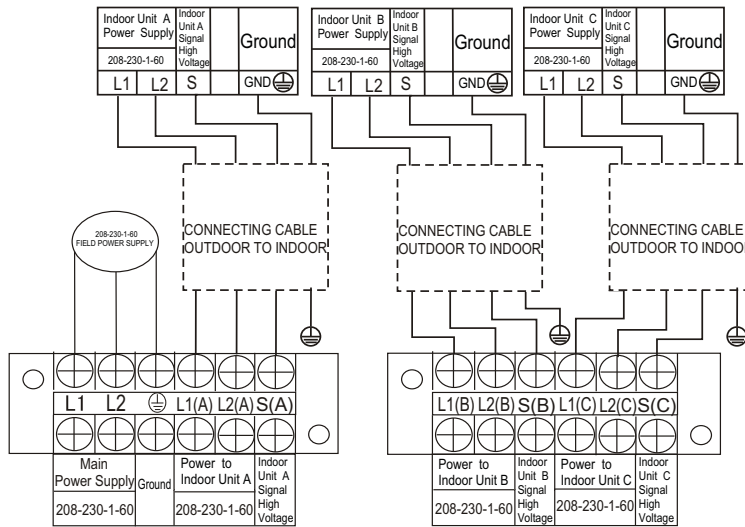 Indoor Unit A
Power Supply
208-230-1-60
Indoor
Unit A
Signal
High
Voltage
Ground
L1 L2 S GND
Indoor Unit B
Power Supply
208-230-1-60
Indoor
Unit B
Signal
High
Voltage
Ground
L1 L2 S GND
Indoor Unit C
Power Supply
208-230-1-60
Indoor
Unit C
Signal
High
Voltage
Ground
L1 L2 S GND
208-230-1-60
FIELD POWER SUPPLY
CONNECTING CABLE
OUTDOOR TO INDOOR
CONNECTING CABLE
OUTDOOR TO INDOOR
CONNECTING CABLE
OUTDOOR TO INDOOR
L1 L2 L1(A) L2(A) S(A)
Main
Power Supply
208-230-1-60
Ground
Power to
Indoor Unit A
208-230-1-60
Indoor
Unit A
Signal
High
Voltage
L1(B) L2(B) S(B) L1(C) L2(C) S(C)
Power to
Indoor Unit B
208-230-1-60
Indoor
Unit B
Signal
High
Voltage
Power to
Indoor Unit C
208-230-1-60
Indoor
Unit C
Signal
High
Voltage